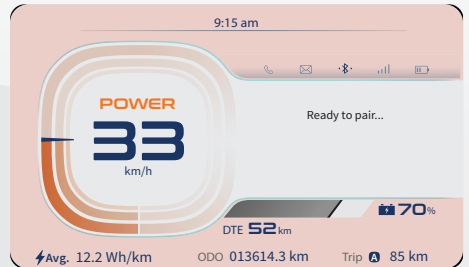 9:15 am
POWER
33
km/h
Ready to pair...
70%
DTE 52 km
Avg. 12.2 Wh/km
ODO 013614.3 km
Trip A 85 km